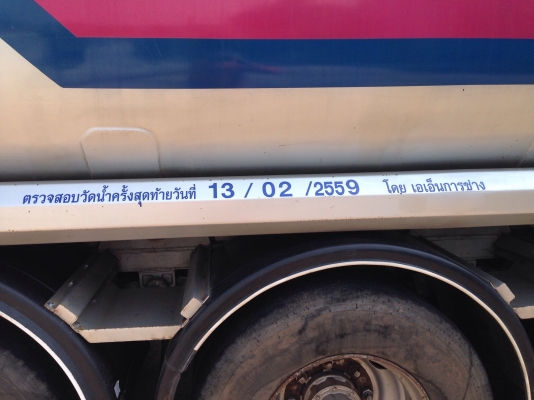 ตรวจสอบวัดน้ำครั้งสุดท้ายวันที่ 13 / 02 /2559 โดย เอเอ็นการช่าง